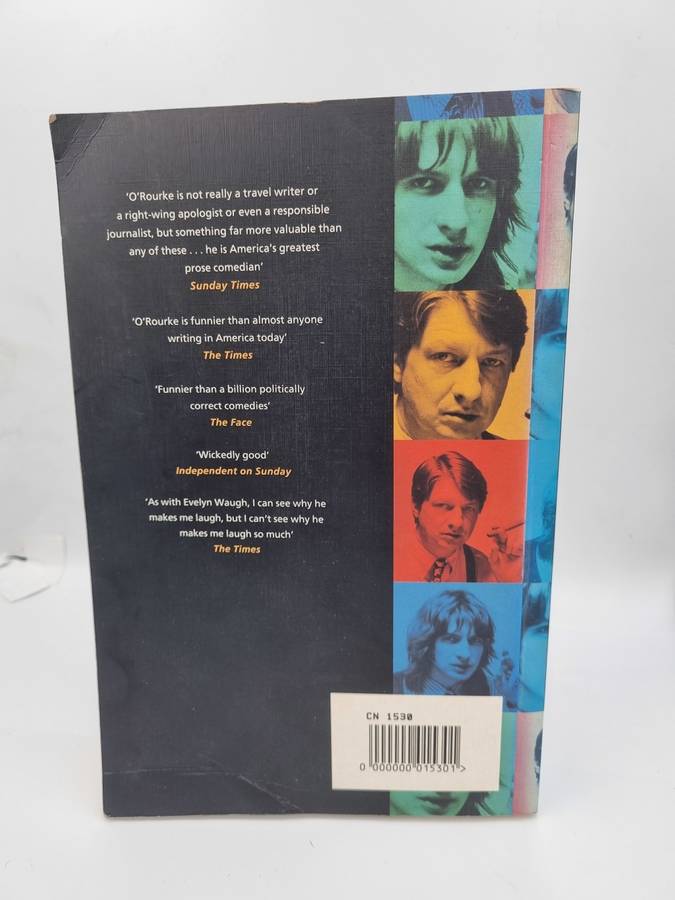 ‘O’Rourke is not really a travel writer or
a right-wing apologist or even a responsible
journalist, but something far more valuable than
any of these . . . he is America’s greatest
prose comedian’
Sunday Times
‘O’Rourke is funnier than almost anyone
writing in America today’
The Times
‘Funnier than a billion politically
correct comedies’
The Face
‘Wickedly good’
Independent on Sunday
‘As with Evelyn Waugh, I can see why he
makes me laugh, but I can’t see why he
makes me laugh so much’
The Times
CN 1530
0 000000 015301 >